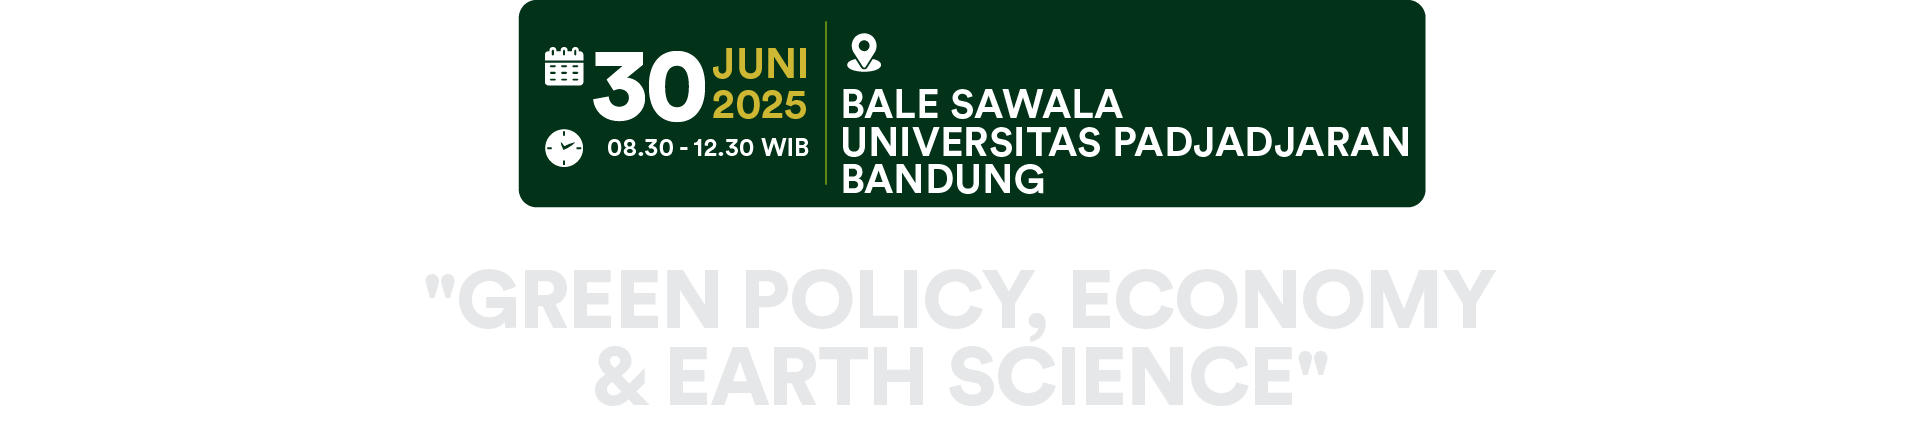 30 JUNI
2025
08.30 - 12.30 WIB
BALE SAWALA
UNIVERSITAS PADJADJARAN
BANDUNG
"GREEN POLICY, ECONOMY
& EARTH SCIENCE"